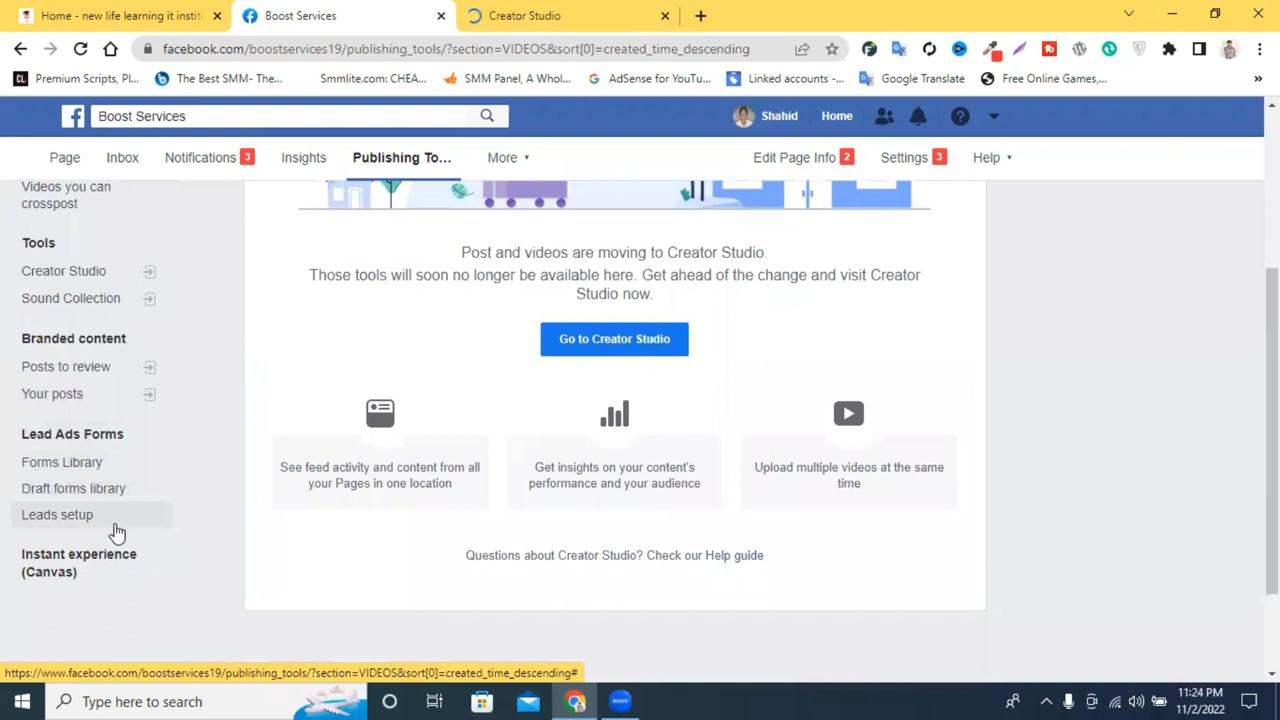 Home - new life learning it instit
Boost Services
Creator Studio
facebook.com/boostservices19/publishing_tools/?section=VIDEOS&sort[0]=created_time_descending
CL Premium Scripts, Pl...
The Best SMM- The...
Smmlite.com: CHEA...
SMM Panel, A Whol...
AdSense for YouTu...
Linked accounts -...
Google Translate
Free Online Games,...
»
Boost Services
Shahid
Home
Page
Inbox
Notifications 3
Insights
Publishing To...
More
Edit Page Info 2
Settings 3
Help
Videos you can
crosspost
Tools
Creator Studio
Sound Collection
Branded content
Posts to review
Your posts
Lead Ads Forms
Forms Library
Draft forms library
Leads setup
Instant experience
(Canvas)
Post and videos are moving to Creator Studio.
Those tools will soon no longer be available here. Get ahead of the change and visit Creator
Studio now.
Go to Creator Studio
See feed activity and content from all
your Pages in one location
Get insights on your content's
performance and your audience
Upload multiple videos at the same
time
Questions about Creator Studio? Check our Help guide
https://www.facebook.com/boostservices19/publishing_tools/?section=VIDEOS&sort[0]=created_time_descending#
Type here to search
zoom
11:24 PM
11/2/2022